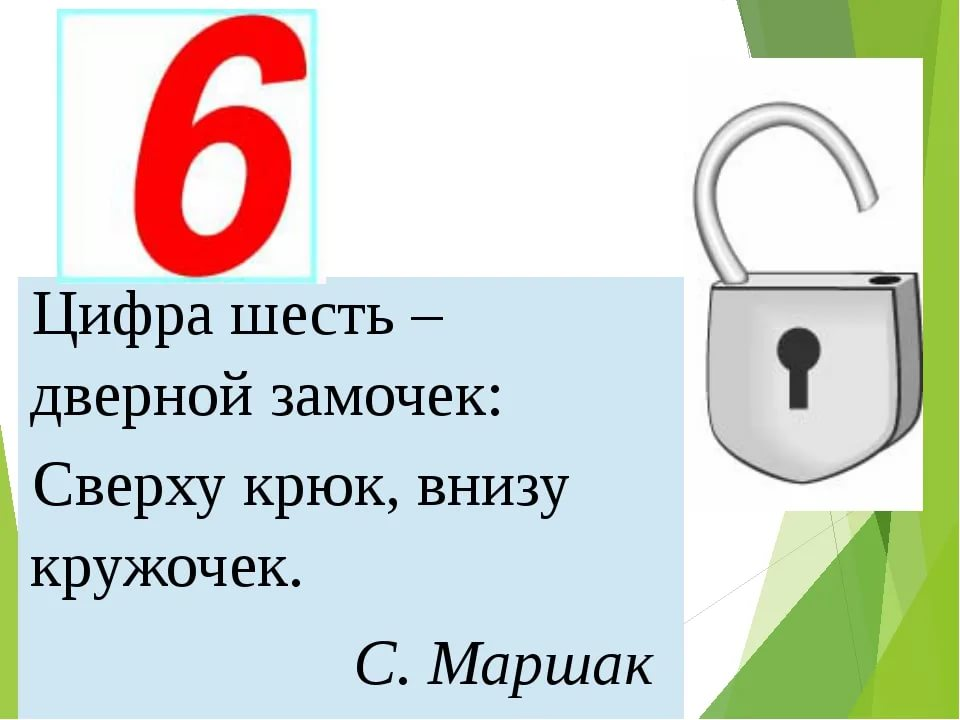 6
Цифра шесть –
дверной замочек:
Сверху крюк, внизу
кружочек.
С. Маршак